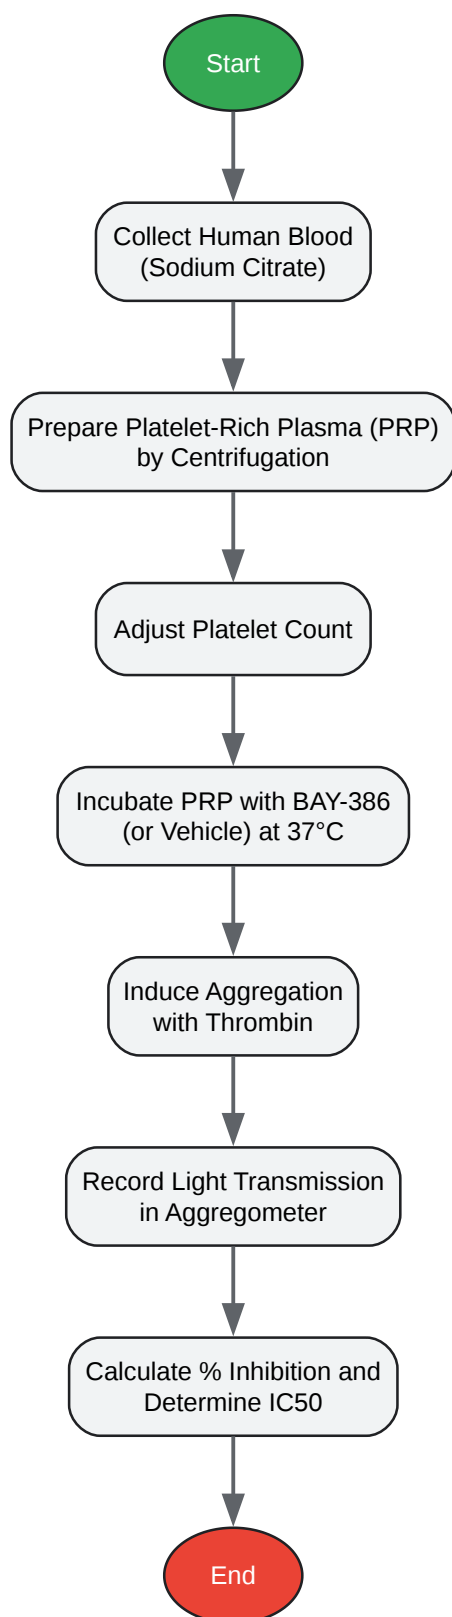 Start
Collect Human Blood
(Sodium Citrate)
Prepare Platelet-Rich Plasma (PRP)
by Centrifugation
Adjust Platelet Count
Incubate PRP with BAY-386
(or Vehicle) at 37°C
Induce Aggregation
with Thrombin
Record Light Transmission
in Aggregometer
Calculate % Inhibition and
Determine IC50
End